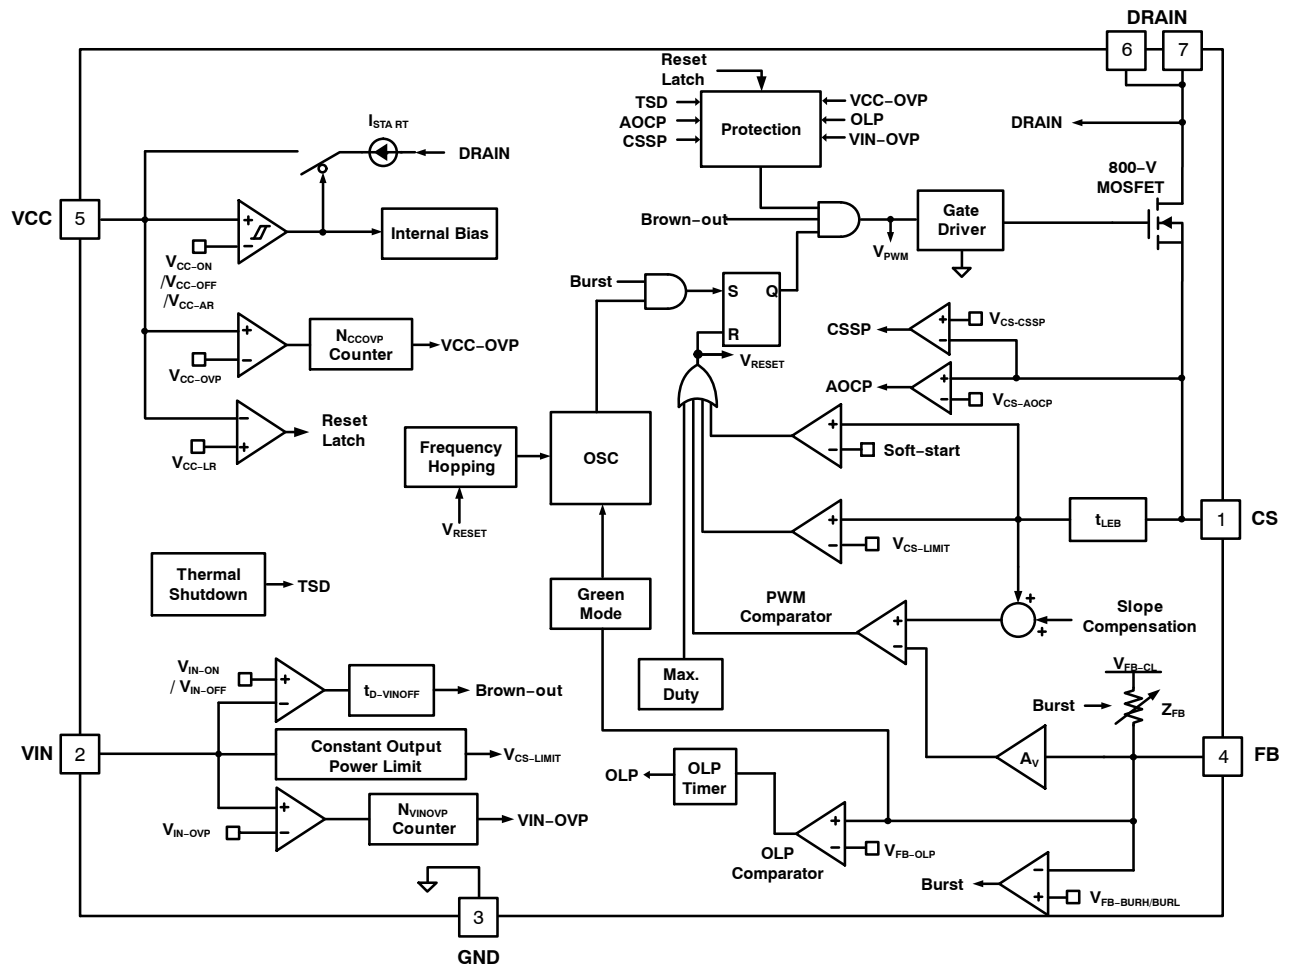 DRAIN
6
7
Reset
Latch
TSD
AOCP
CSSP
Protection
VCC-OVP
OLP
VIN-OVP
DRAIN
ISTA RT
DRAIN
800-V
MOSFET
VCC
5
+
-
Internal Bias
VCC-ON
/VCC-OFF
/VCC-AR
Brown-out
VPWM
Gate
Driver
Burst
S
Q
R
VRESET
CSSP
+
-
VCS-CSSP
+
-
NCCOVP
Counter
VCC-OVP
VCC-OVP
AOCP
+
-
VCS-AOCP
-
+
Reset
Latch
VCC-LR
Frequency
Hopping
VRESET
OSC
+
-
Soft-start
+
-
VCS-LIMIT
tLEB
1
CS
Thermal
Shutdown
TSD
Green
Mode
PWM
Comparator
+
-
+
+
Slope
Compensation
Max.
Duty
VIN-ON
/ VIN-OFF
+
-
tD-VINOFF
Brown-out
VFB-CL
Burst
ZFB
VIN
2
Constant Output
Power Limit
VCS-LIMIT
OLP
OLP
Timer
AV
4
FB
VIN-OVP
+
-
NVINOVP
Counter
VIN-OVP
OLP
Comparator
+
-
VFB-OLP
Burst
-
+
VFB-BURH/BURL
3
GND